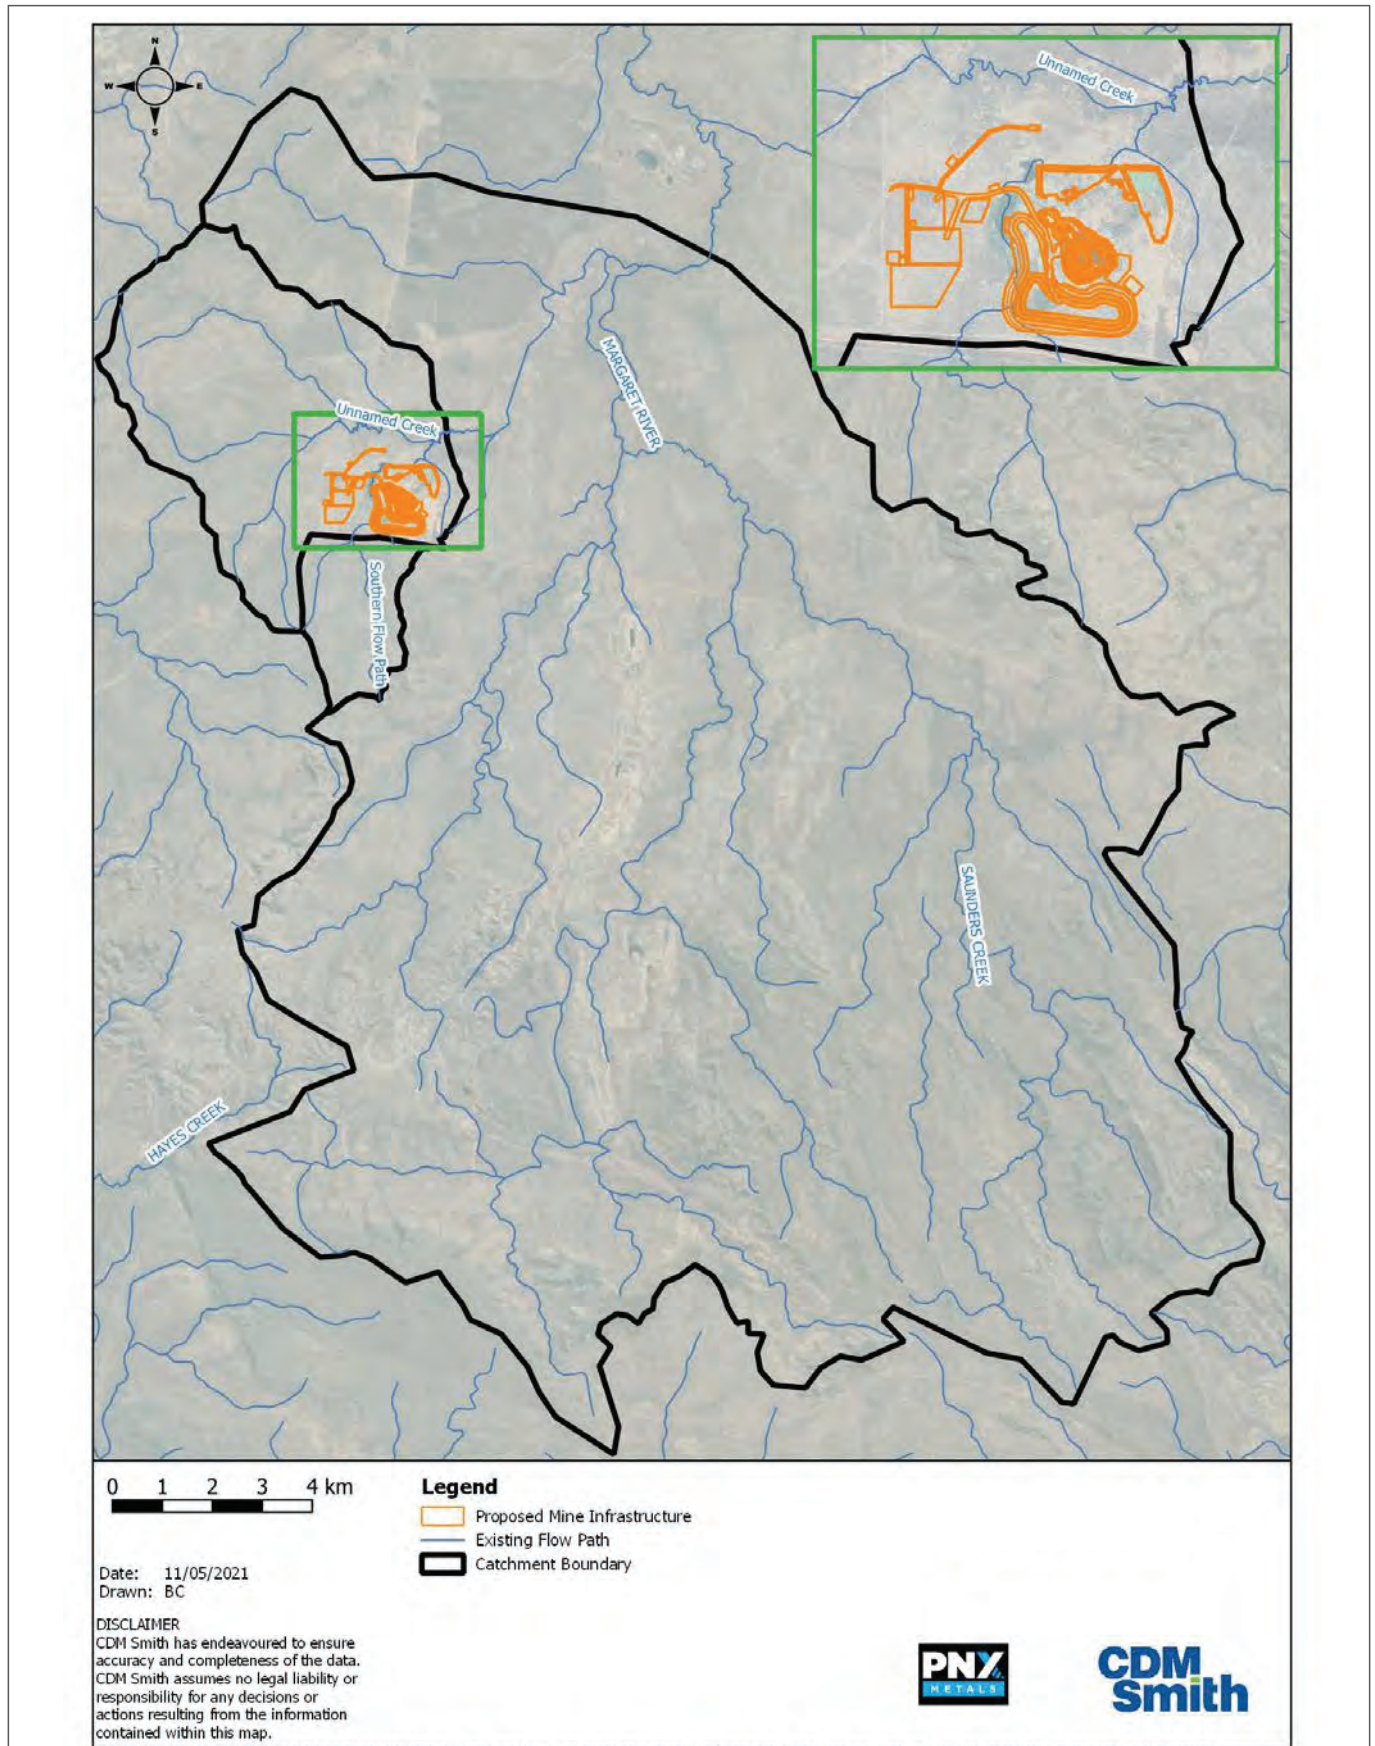 N
W
E
S
Unnamed Creek
MARGARET RIVER
Unnamed Creek
Southern Flow Path
SAUNDERS CREEK
HAYES CREEK
0 1 2 3 4 km
Legend
Proposed Mine Infrastructure
Existing Flow Path
Catchment Boundary
Date: 11/05/2021
Drawn: BC
DISCLAIMER
CDM Smith has endeavoured to ensure
accuracy and completeness of the data.
CDM Smith assumes no legal liability or
responsibility for any decisions or
actions resulting from the information
contained within this map.
PNX
METALS
CDM
Smith